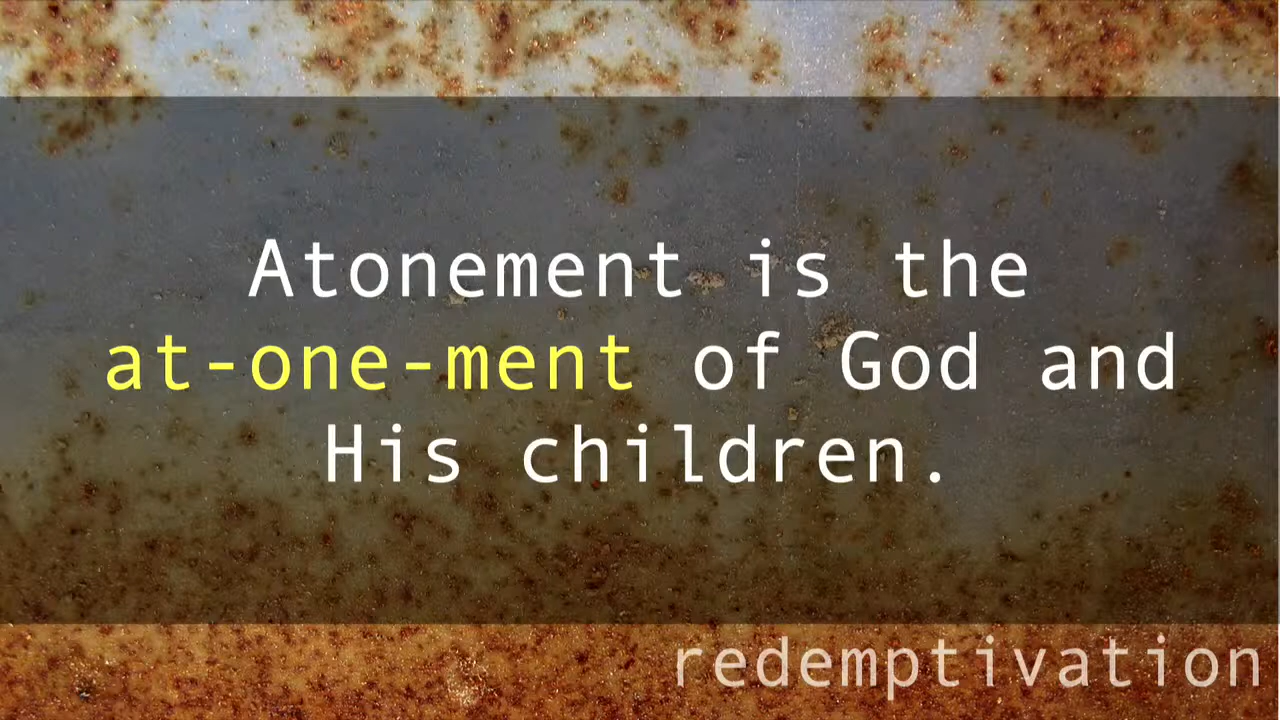 Atonement is the
at-one-ment of God and
His children.
redemptivation